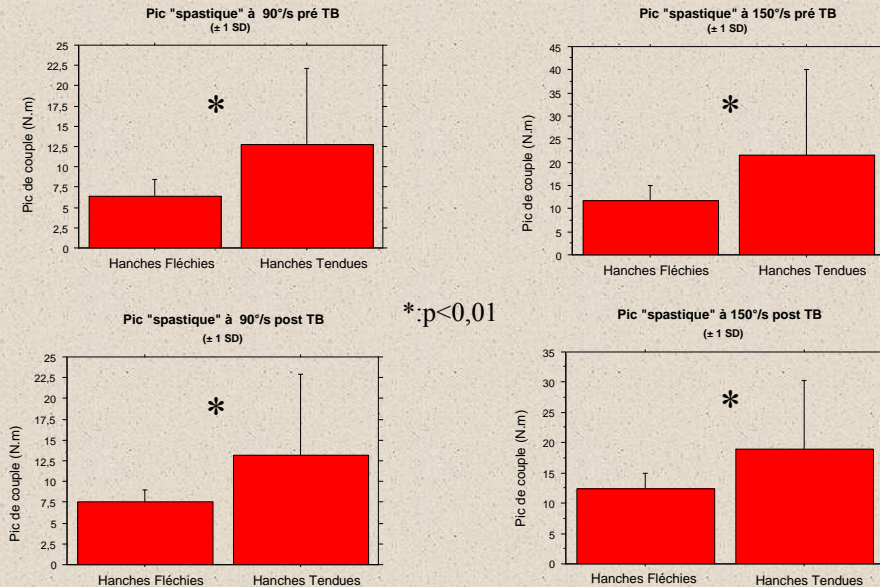 Pic "spastique" à 90°/s pré TB
(± 1 SD)
25
22,5
20
17,5
15
12,5
10
7,5
5
2,5
0
Pic de couple (N.m)
Hanches Fléchies
Hanches Tendues
*
Pic "spastique" à 150°/s pré TB
(± 1 SD)
45
40
35
30
25
20
15
10
5
0
Pic de couple (N.m)
Hanches Fléchies
Hanches Tendues
*
*:p<0,01
Pic "spastique" à 90°/s post TB
(± 1 SD)
25
22,5
20
17,5
15
12,5
10
7,5
5
2,5
0
Pic de couple (N.m)
Hanches Fléchies
Hanches Tendues
*
Pic "spastique" à 150°/s post TB
(± 1 SD)
35
30
25
20
15
10
5
0
Pic de couple (N.m)
Hanches Fléchies
Hanches Tendues
*